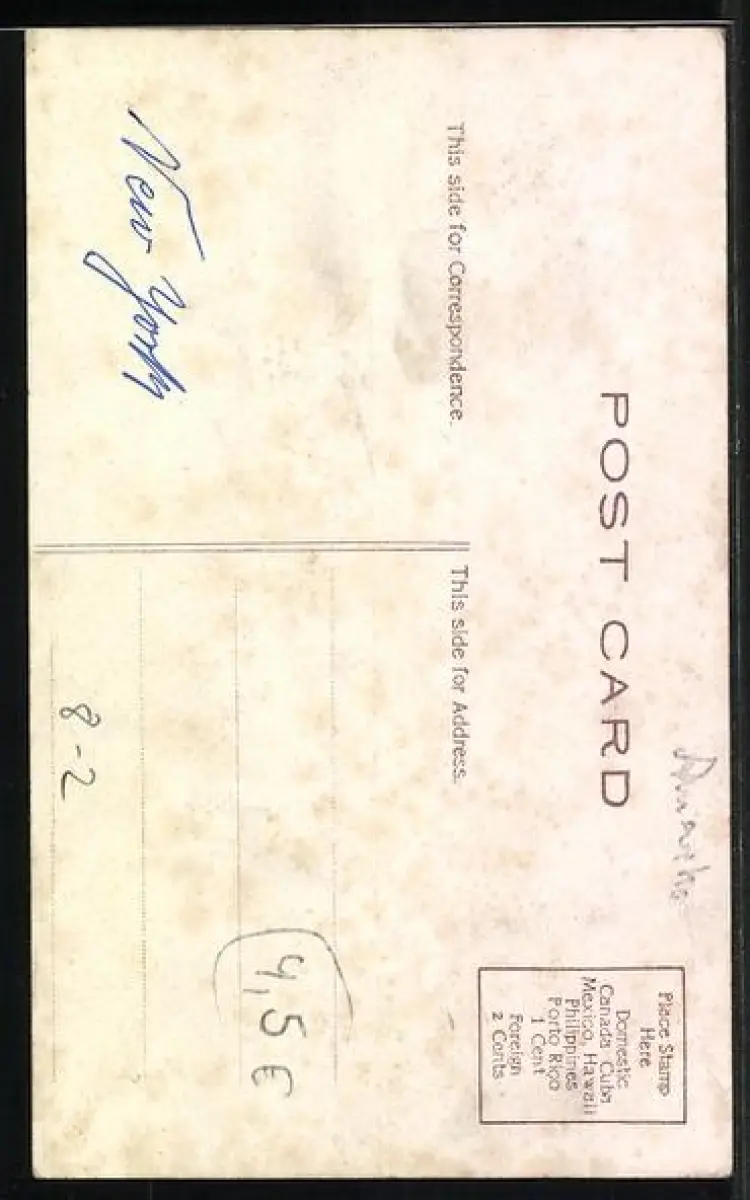 POST CARD
Place Stamp
Here
Domestic
Canada Cuba
Mexico, Hawaii
Philippines
Porto Rico
1 Cent
Foreign
2 Cents
This side for Correspondence.
This side for Address.
New York
4,5 €
8-2